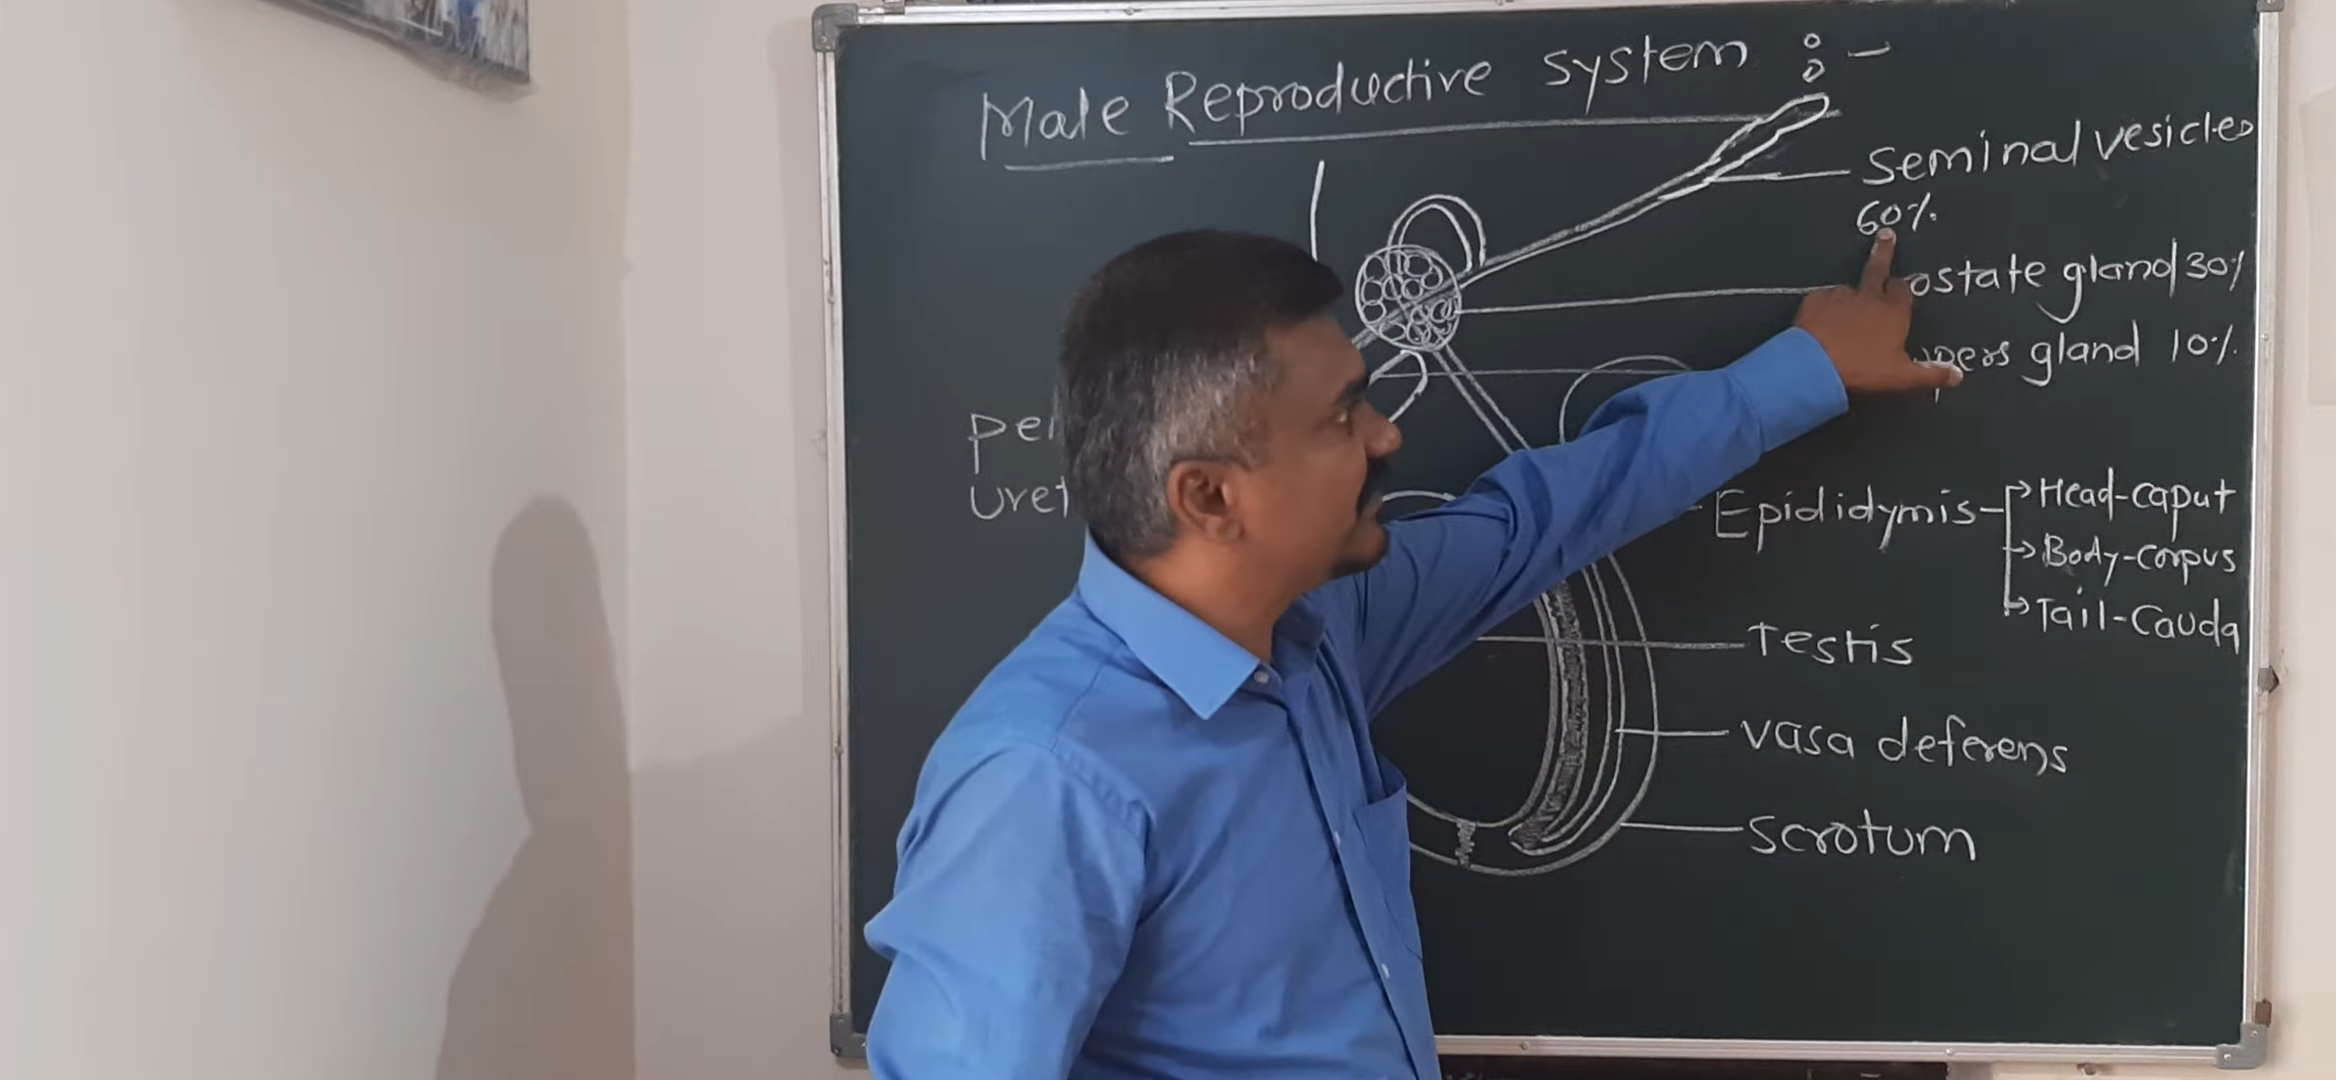 Male Reproductive System :-
Seminal vesicles
60%
ostate gland 30%
pers gland 10%
Pe
Uret
Epididymis
Head-Caput
Body-Corpus
Tail-Cauda
Testis
vasa deferens
Scrotum